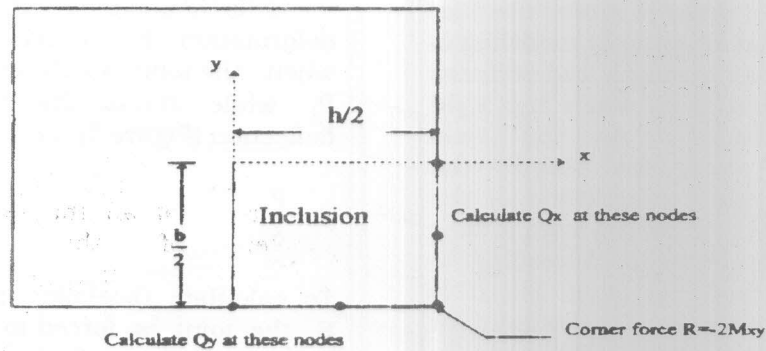 y
h/2
x
Inclusion
Calculate Qx at these nodes
b
2
Corner force R=-2Mxy
Calculate Qy at these nodes